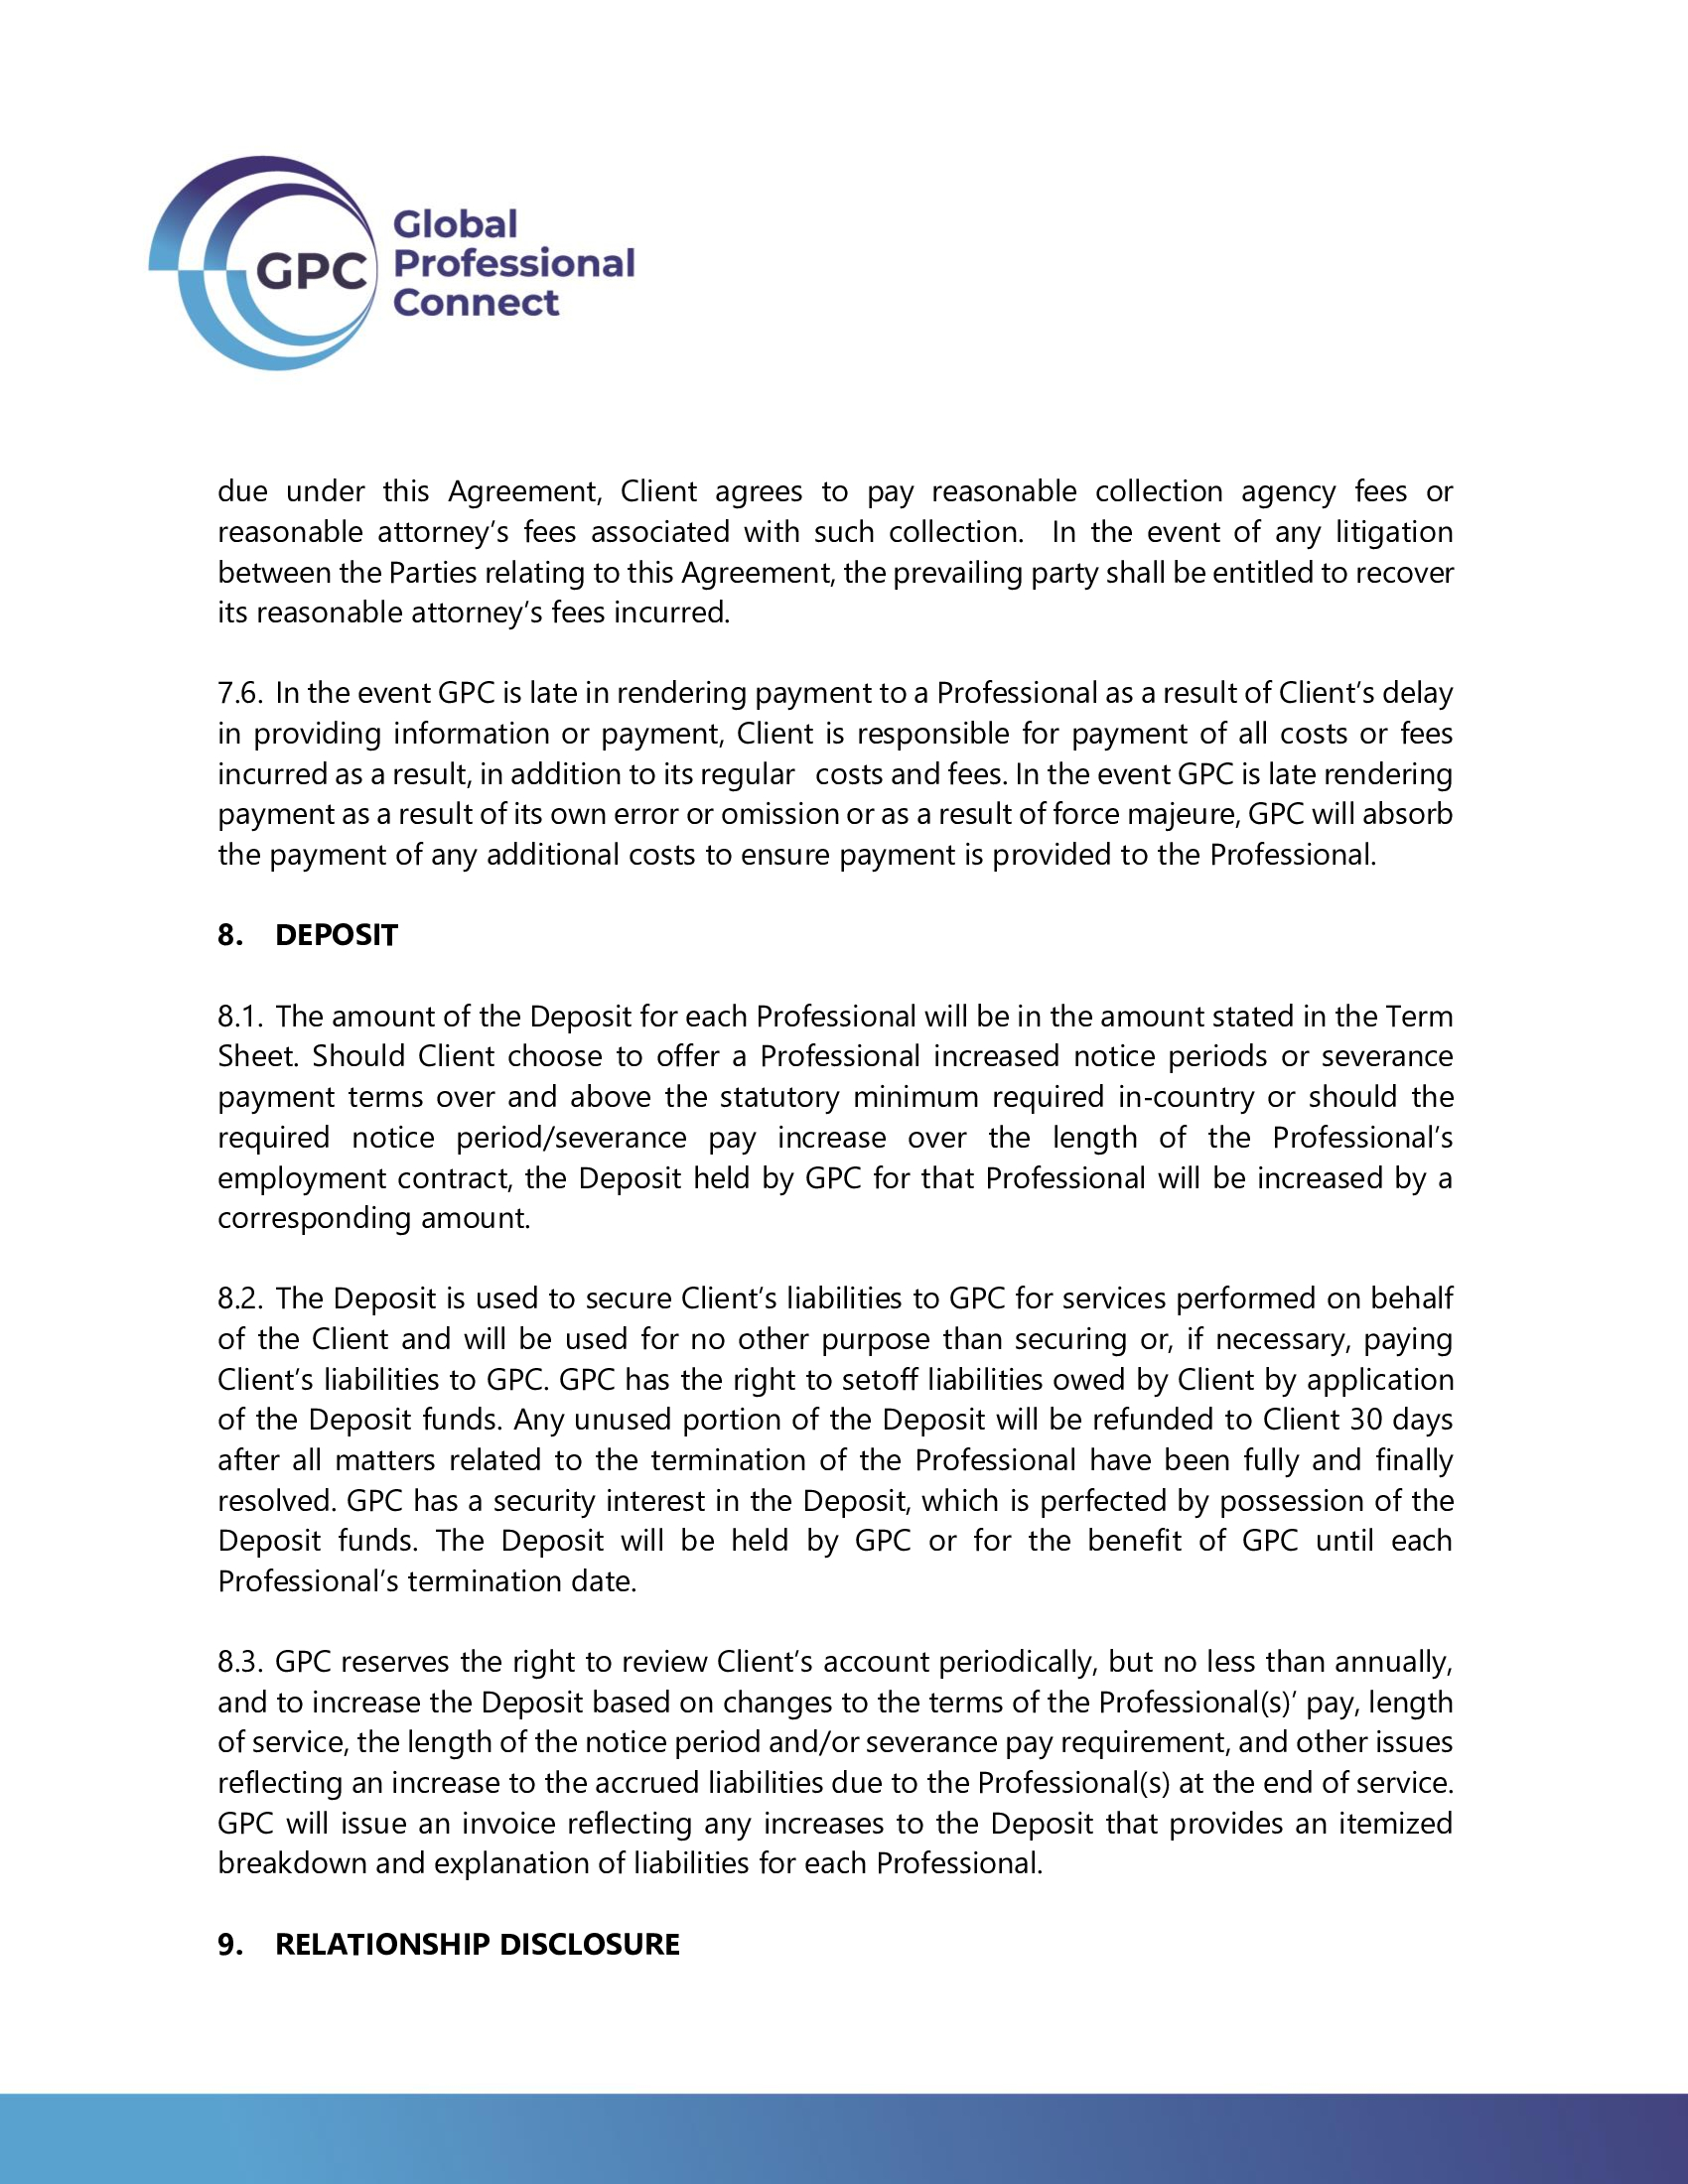 GPC
Global
Professional
Connect
due under this Agreement, Client agrees to pay reasonable collection agency fees or
reasonable attorney’s fees associated with such collection.  In the event of any litigation
between the Parties relating to this Agreement, the prevailing party shall be entitled to recover
its reasonable attorney’s fees incurred.
7.6. In the event GPC is late in rendering payment to a Professional as a result of Client’s delay
in providing information or payment, Client is responsible for payment of all costs or fees
incurred as a result, in addition to its regular  costs and fees. In the event GPC is late rendering
payment as a result of its own error or omission or as a result of force majeure, GPC will absorb
the payment of any additional costs to ensure payment is provided to the Professional.
8. DEPOSIT
8.1. The amount of the Deposit for each Professional will be in the amount stated in the Term
Sheet. Should Client choose to offer a Professional increased notice periods or severance
payment terms over and above the statutory minimum required in-country or should the
required notice period/severance pay increase over the length of the Professional’s
employment contract, the Deposit held by GPC for that Professional will be increased by a
corresponding amount.
8.2. The Deposit is used to secure Client’s liabilities to GPC for services performed on behalf
of the Client and will be used for no other purpose than securing or, if necessary, paying
Client’s liabilities to GPC. GPC has the right to setoff liabilities owed by Client by application
of the Deposit funds. Any unused portion of the Deposit will be refunded to Client 30 days
after all matters related to the termination of the Professional have been fully and finally
resolved. GPC has a security interest in the Deposit, which is perfected by possession of the
Deposit funds. The Deposit will be held by GPC or for the benefit of GPC until each
Professional’s termination date.
8.3. GPC reserves the right to review Client’s account periodically, but no less than annually,
and to increase the Deposit based on changes to the terms of the Professional(s)’ pay, length
of service, the length of the notice period and/or severance pay requirement, and other issues
reflecting an increase to the accrued liabilities due to the Professional(s) at the end of service.
GPC will issue an invoice reflecting any increases to the Deposit that provides an itemized
breakdown and explanation of liabilities for each Professional.
9. RELATIONSHIP DISCLOSURE